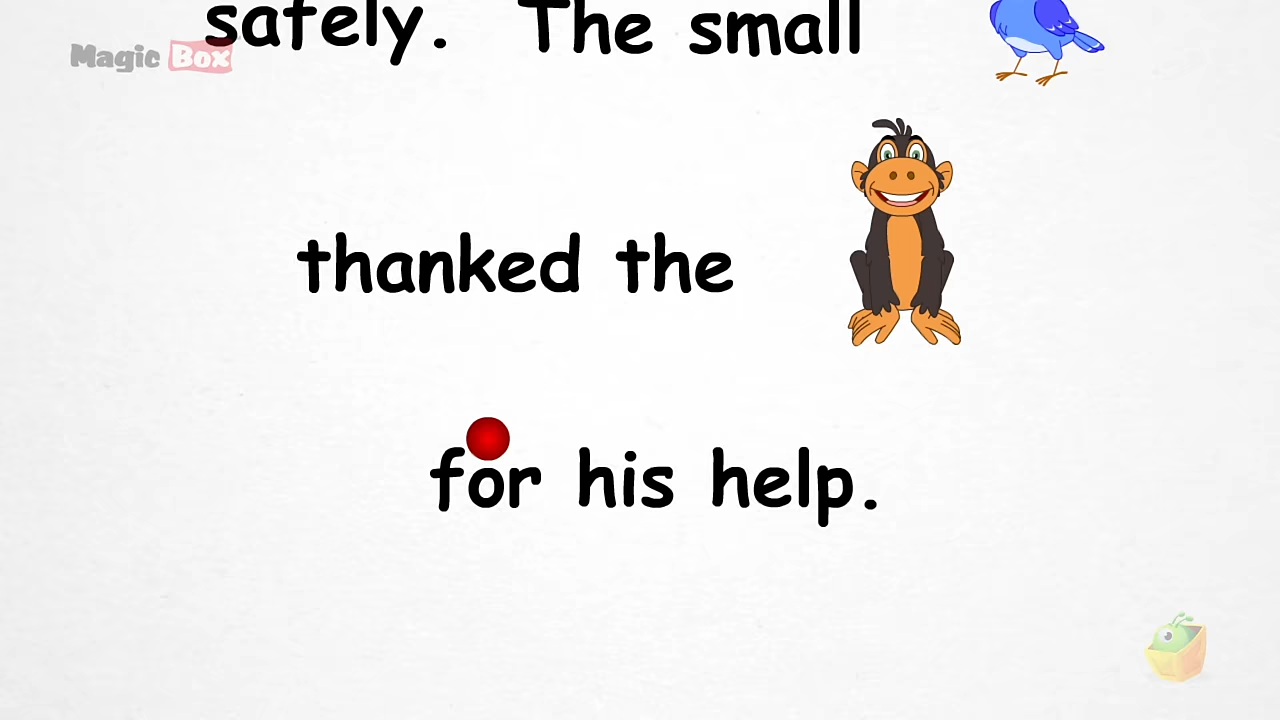 safely. The small
Magic Box
thanked the
for his help.